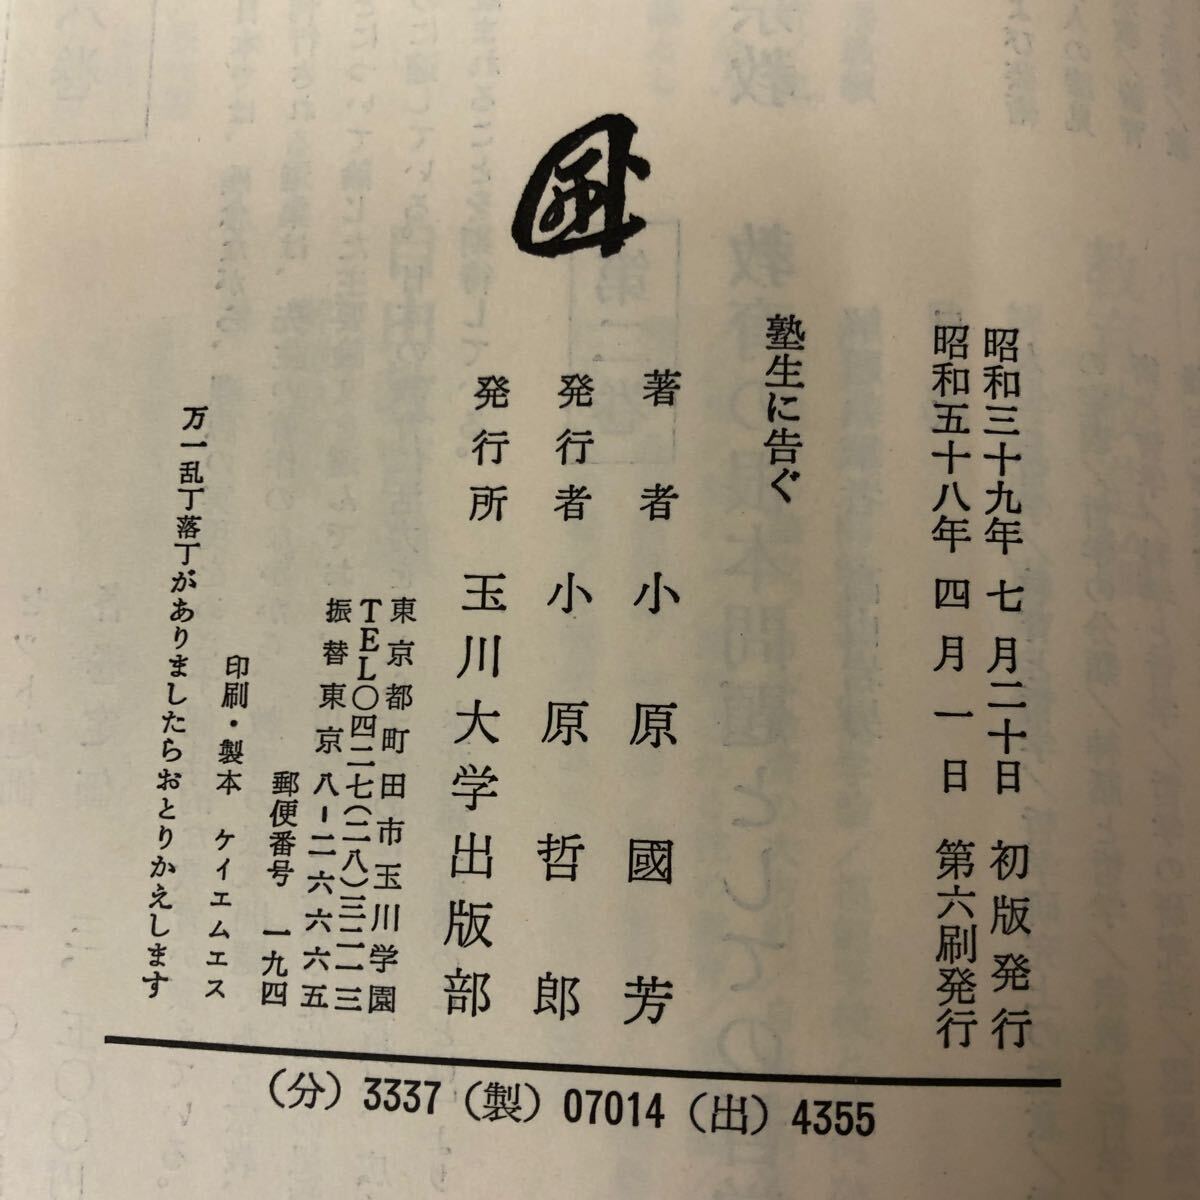 昭和三十九年 七 月二十日 初版発行
昭和五十八年 四 月 一 日 第六刷発行
塾生に告ぐ
著者 小原國芳
発行者 小原哲郎
発行所 玉川大学出版部
東京都町田市玉川学園
TEL〇四二七(二八)三二一三
振替東京 八-二六六六五
郵便番号 一九四
印刷・製本 ケイエムエス
万一乱丁落丁がありましたらおとりかえします
(分) 3337 (製) 07014 (出) 4355